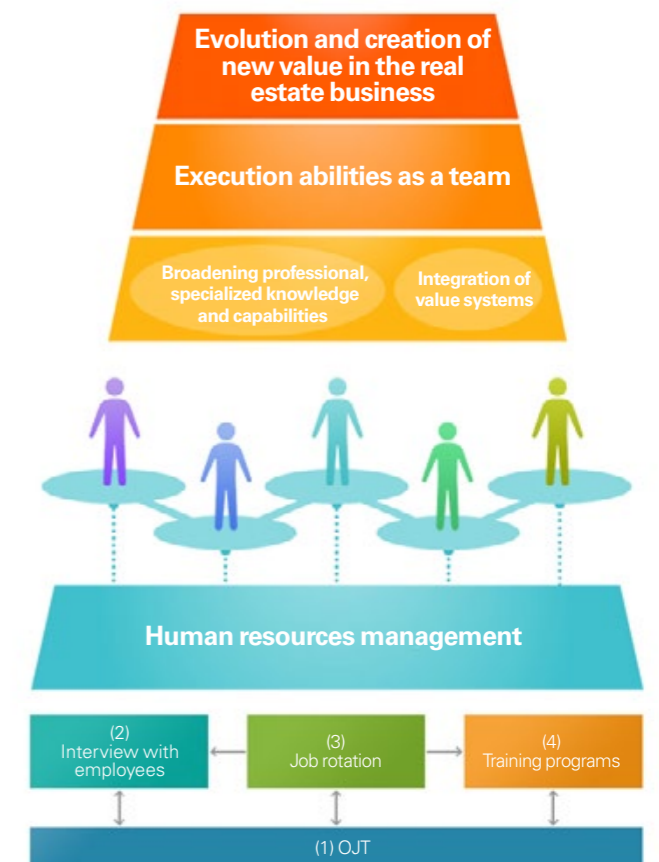 Evolution and creation of
new value in the real
estate business
Execution abilities as a team
Broadening professional,
specialized knowledge
and capabilities
Integration of
value systems
Human resources management
(2)
Interview with
employees
(3)
Job rotation
(4)
Training programs
(1) OJT